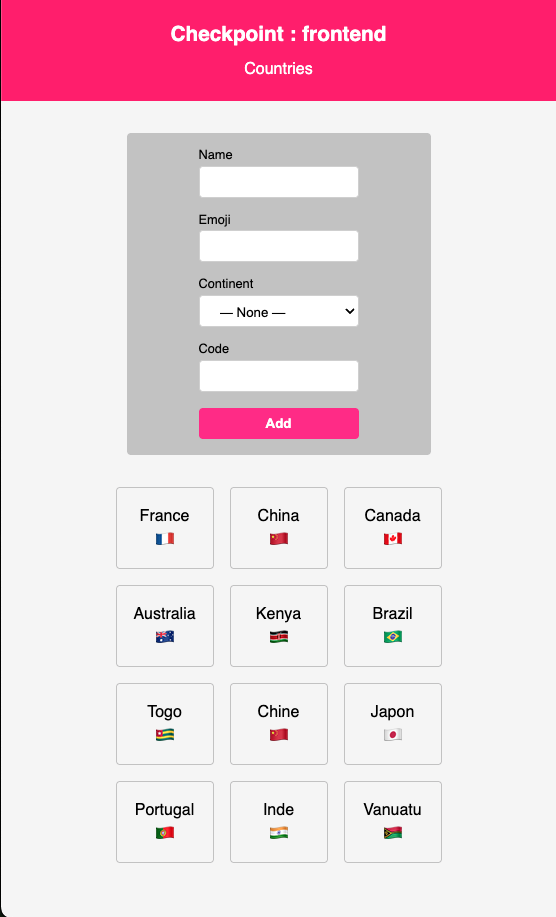 Checkpoint : frontend
Countries
Name
Emoji
Continent
— None —
Code
Add
France China Canada
🇫🇷 🇨🇳 🇨🇦
Australia Kenya Brazil
🇦🇺 🇰🇪 🇧🇷
Togo Chine Japon
🇹🇬 🇨🇳 🇯🇵
Portugal Inde Vanuatu
🇵🇹 🇮🇳 🇻🇺